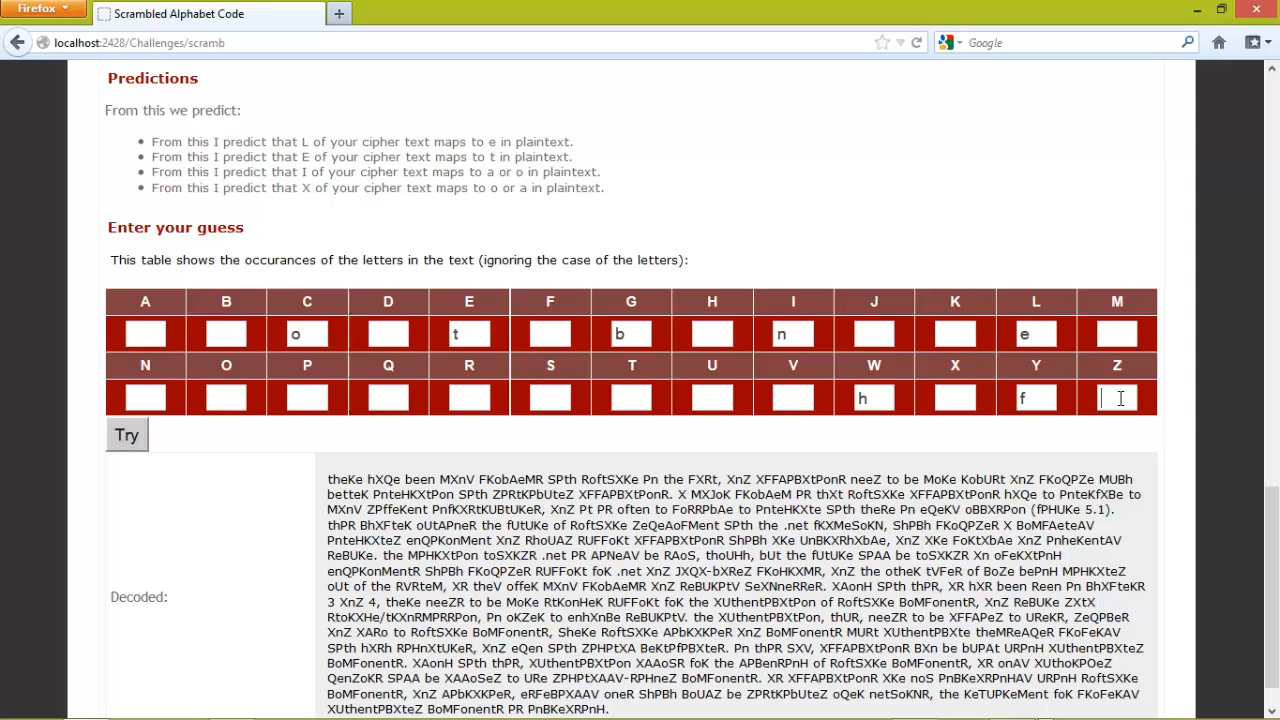 Firefox
Scrambled Alphabet Code
localhost:2428/Challenges/scramb
Google
Predictions
From this we predict:
From this I predict that L of your cipher text maps to e in plaintext.
From this I predict that E of your cipher text maps to t in plaintext.
From this I predict that I of your cipher text maps to a or o in plaintext.
From this I predict that X of your cipher text maps to o or a in plaintext.
Enter your guess
This table shows the occurances of the letters in the text (ignoring the case of the letters):
A B C D E F G H I J K L M
o t b n e
N O P Q R S T U V W X Y Z
h f
Try
Decoded:
theKe hXQe been MXnV FKobAeMR SPth RoftSXKe Pn the FXRt, XnZ XFFAPBXtPonR neeZ to be MoKe KobURt XnZ FKoQPZe MUBh
betteK PnteHKXtPon SPth ZPRtKPbUteZ XFFAPBXtPonR. X MXJoK FKobAeM PR thXt RoftSXKe XFFAPBXtPonR hXQe to PnteKfXBe to
MXnV ZPffeKent PnfKXRtKUBtUKeR, XnZ Pt PR often to FoRRPbAe to PnteHKXte SPth theRe Pn eQeKV oBBXRPon (fPHUKe 5.1).
thPR BhXFteK oUtAPneR the fUtUKe of RoftSXKe ZeQeAoFMent SPth the .net fKXMeSoKN, ShPBh FKoQPZeR X BoMFAeteAV
PnteHKXteZ enQPKonMent XnZ RhoUAZ RUFFoKt XFFAPBXtPonR ShPBh XKe UnBKXRhXbAe, XnZ XKe FoKtXbAe XnZ PnheKentAV
ReBUKe. the MPHKXtPon toSXKZR .net PR APNeAV be RAoS, thoUHh, bUt the fUtUKe SPAA be toSXKZR Xn oFeKXtPnH
enQPKonMentR ShPBh FKoQPZeR RUFFoKt foK .net XnZ JXQX-bXReZ FKoHKXMR, XnZ the otheK tVFeR of BoZe bePnH MPHKXteZ
oUt of the RVRteM, XR theV offeK MXnV FKobAeMR XnZ ReBUKPtV SeXNneRReR. XAonH SPth thPR, XR hXR been Reen Pn BhXFteKR
3 XnZ 4, theKe neeZR to be MoKe RtKonHeK RUFFoKt foK the XUthentPBXtPon of RoftSXKe BoMFonentR, XnZ ReBUKe ZXtX
RtoKXHe/tKXnRMPRRPon, Pn oKZeK to enhXnBe ReBUKPtV. the XUthentPBXtPon, thUR, neeZR to be XFFAPeZ to UReKR, ZeQPBeR
XnZ XARo to RoftSXKe BoMFonentR, SheKe RoftSXKe APbKXKPeR XnZ BoMFonentR MURt XUthentPBXte theMReAQeR FKoFeKAV
SPth hXRh RPHnXtUKeR, XnZ eQen SPth ZPHPtXA BeKtPfPBXteR. Pn thPR SXV, XFFAPBXtPonR BXn be bUPAt URPnH XUthentPBXteZ
BoMFonentR. XAonH SPth thPR, XUthentPBXtPon XAAoSR foK the APBenRPnH of RoftSXKe BoMFonentR, XR onAV XUthoKPOeZ
QenZoKR SPAA be XAAoSeZ to URe ZPHPtXAAV-RPHneZ BoMFonentR. XR XFFAPBXtPonR XKe noS PnBKeXRPnHAV URPnH RoftSXKe
BoMFonentR, XnZ APbKXKPeR, eRFeBPXAAV oneR ShPBh BoUAZ be ZPRtKPbUteZ oQeK netSoKNR, the KeTUPKeMent foK FKoFeKAV
XUthentPBXteZ BoMFonentR PR PnBKeXRPnH.